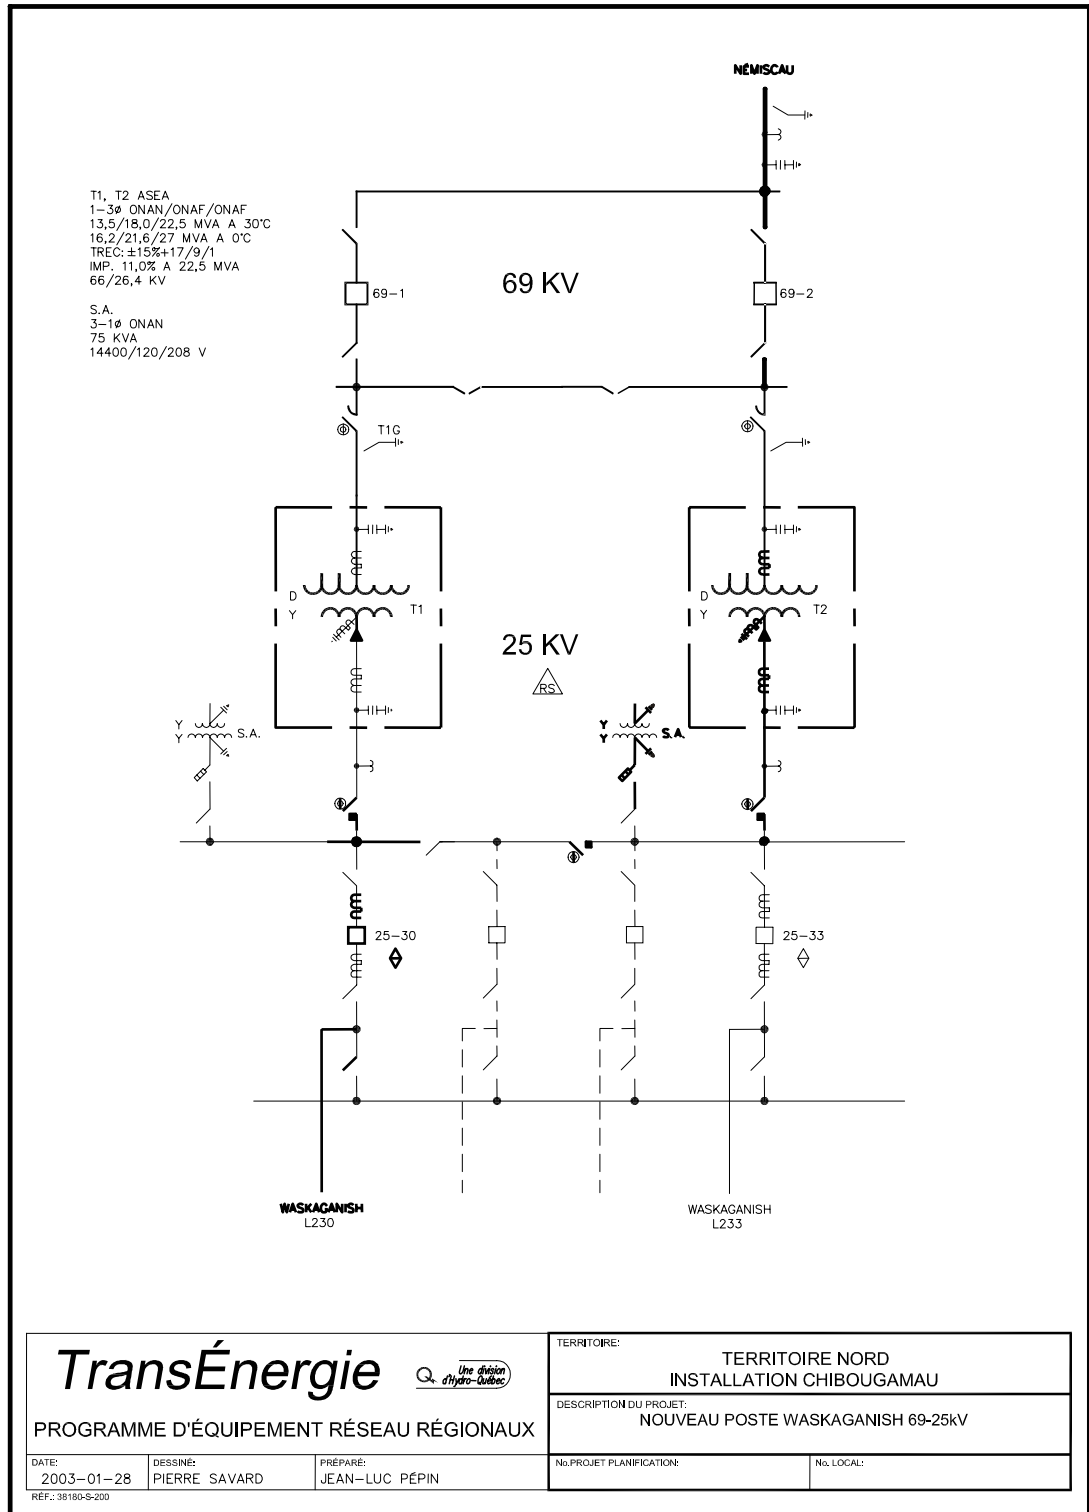 NÉMISCAU
T1, T2 ASEA
1-3ø ONAN/ONAF/ONAF
13,5/18,0/22,5 MVA A 30°C
16,2/21,6/27 MVA A 0°C
TREC: ±15%+17/9/1
IMP. 11,0% A 22,5 MVA
66/26,4 KV
S.A.
3-1ø ONAN
75 KVA
14400/120/208 V
69-1
69 KV
69-2
T1G
D
Y
T1
D
Y
T2
25 KV
RS
Y
Y
S.A.
Y
Y
S.A.
25-30
25-33
WASKAGANISH
L230
WASKAGANISH
L233
TransÉnergie
Une division
d'Hydro-Québec
PROGRAMME D'ÉQUIPEMENT RÉSEAU RÉGIONAUX
DATE:
2003-01-28
DESSINÉ:
PIERRE SAVARD
PRÉPARÉ:
JEAN-LUC PÉPIN
TERRITOIRE:
TERRITOIRE NORD
INSTALLATION CHIBOUGAMAU
DESCRIPTION DU PROJET:
NOUVEAU POSTE WASKAGANISH 69-25kV
No.PROJET PLANIFICATION:
No. LOCAL:
RÉF.: 38180-S-200